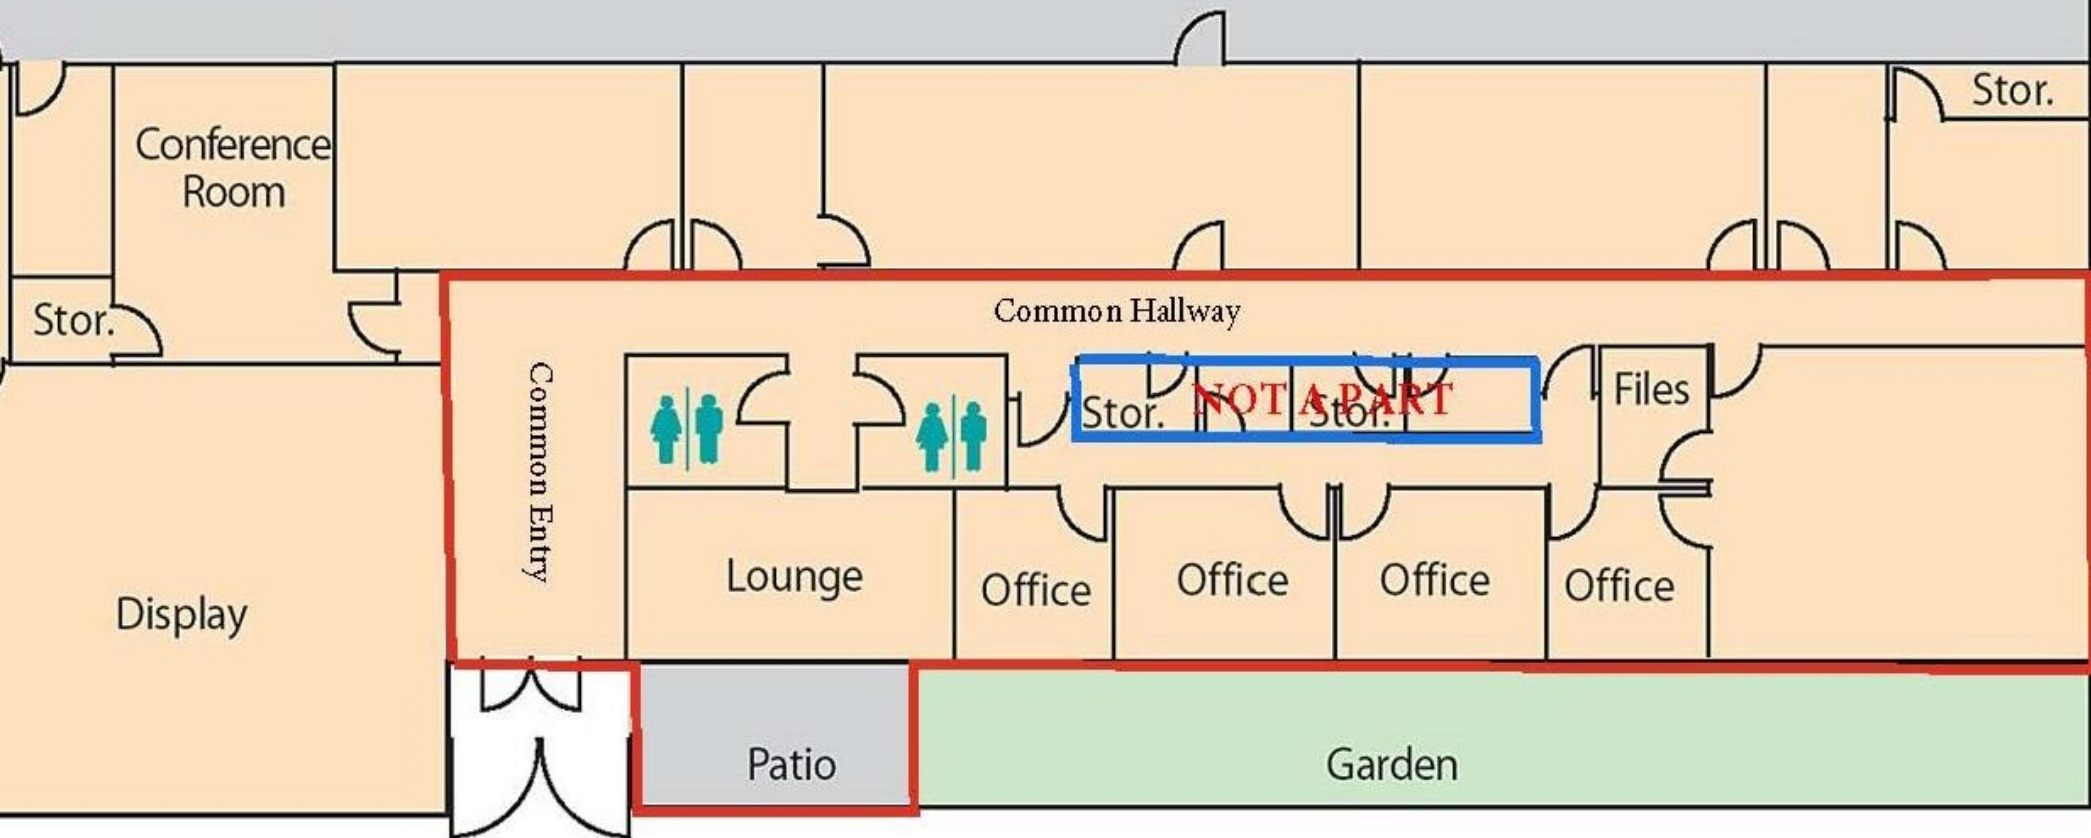 Stor.
Conference
Room
Stor.
Common Hallway
Common Entry
Stor.
NOT A PART
Stor.
Files
Lounge
Office
Office
Office
Office
Display
Patio
Garden